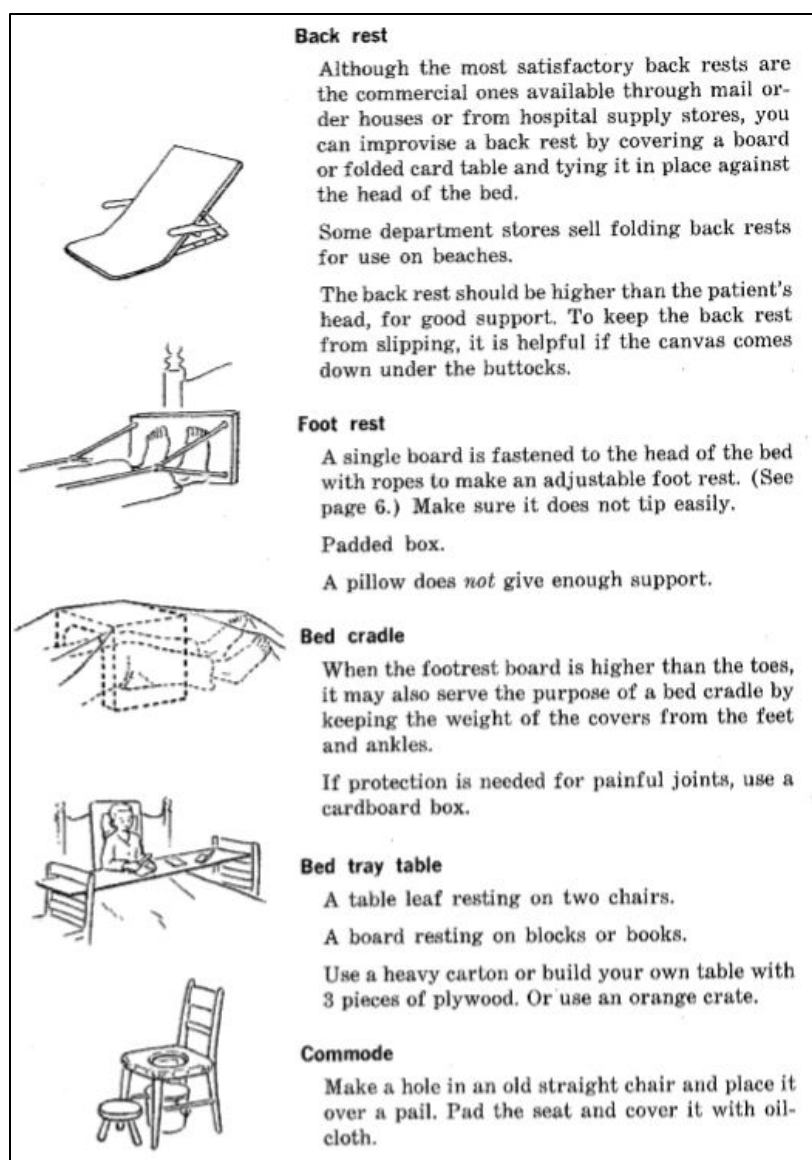 Back rest
Although the most satisfactory back rests are
the commercial ones available through mail or-
der houses or from hospital supply stores, you
can improvise a back rest by covering a board
or folded card table and tying it in place against
the head of the bed.
Some department stores sell folding back rests
for use on beaches.
The back rest should be higher than the patient's
head, for good support. To keep the back rest
from slipping, it is helpful if the canvas comes
down under the buttocks.
Foot rest
A single board is fastened to the head of the bed
with ropes to make an adjustable foot rest. (See
page 6.) Make sure it does not tip easily.
Padded box.
A pillow does not give enough support.
Bed cradle
When the footrest board is higher than the toes,
it may also serve the purpose of a bed cradle by
keeping the weight of the covers from the feet
and ankles.
If protection is needed for painful joints, use a
cardboard box.
Bed tray table
A table leaf resting on two chairs.
A board resting on blocks or books.
Use a heavy carton or build your own table with
3 pieces of plywood. Or use an orange crate.
Commode
Make a hole in an old straight chair and place it
over a pail. Pad the seat and cover it with oil-
cloth.